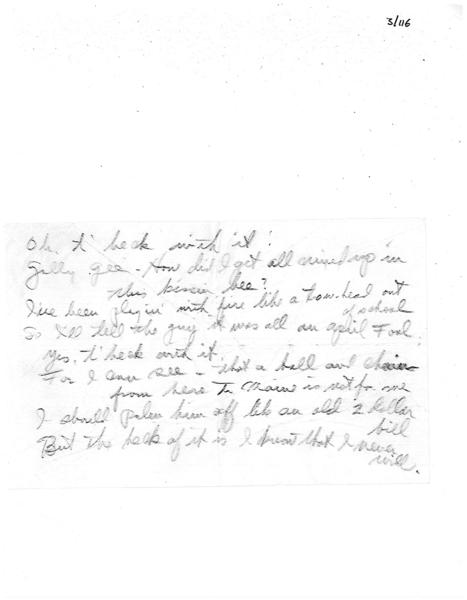 3/116
Oh, t' heck with it!
Golly gee - How did I get all mixed up in
this kissin bee?
I've been playin' with fire like a tow-head out
of school
So I'll tell the guy it was all an April Fool.
Yes, t' heck with it,
For I can see - that a ball and chain
from here to Maine is not for me
I should palm him off like an old 2 dollar
bill
But the heck of it is I know that I never
will.